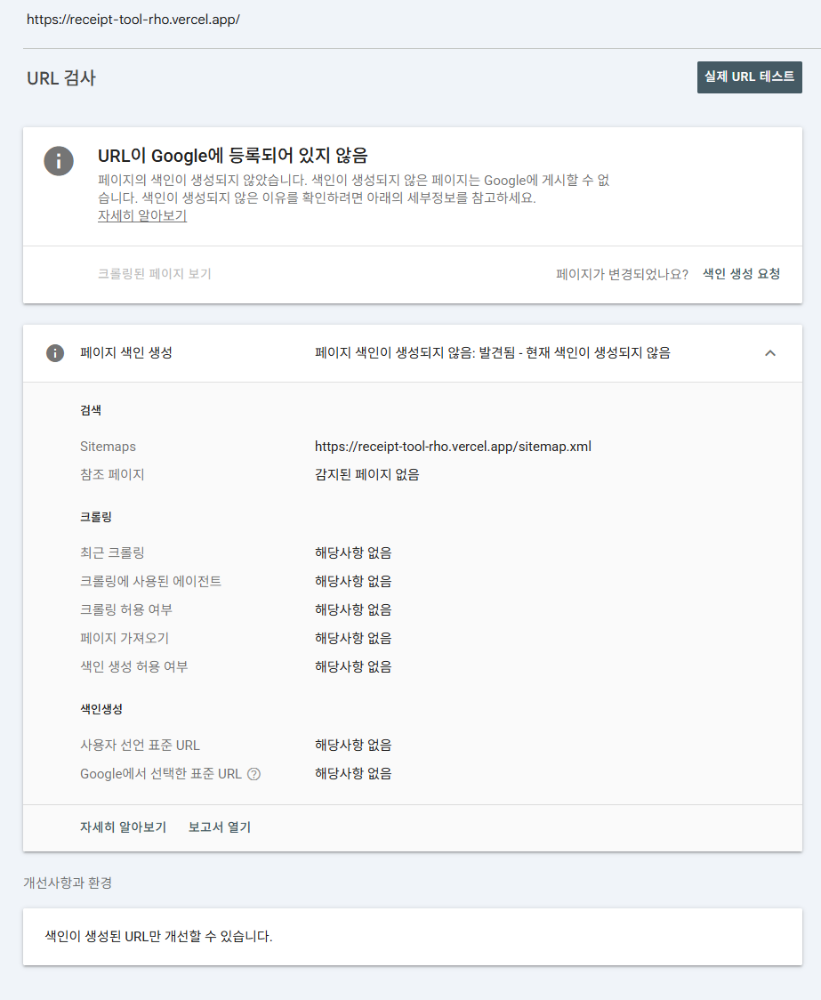 https://receipt-tool-rho.vercel.app/
URL 검사
실제 URL 테스트
URL이 Google에 등록되어 있지 않음
페이지의 색인이 생성되지 않았습니다. 색인이 생성되지 않은 페이지는 Google에 게시할 수 없
습니다. 색인이 생성되지 않은 이유를 확인하려면 아래의 세부정보를 참고하세요.
자세히 알아보기
크롤링된 페이지 보기
페이지가 변경되었나요? 색인 생성 요청
페이지 색인 생성
페이지 색인이 생성되지 않음: 발견됨 - 현재 색인이 생성되지 않음
검색
Sitemaps
https://receipt-tool-rho.vercel.app/sitemap.xml
참조 페이지
감지된 페이지 없음
크롤링
최근 크롤링
해당사항 없음
크롤링에 사용된 에이전트
해당사항 없음
크롤링 허용 여부
해당사항 없음
페이지 가져오기
해당사항 없음
색인 생성 허용 여부
해당사항 없음
색인생성
사용자 선언 표준 URL
해당사항 없음
Google에서 선택한 표준 URL
해당사항 없음
자세히 알아보기
보고서 열기
개선사항과 환경
색인이 생성된 URL만 개선할 수 있습니다.